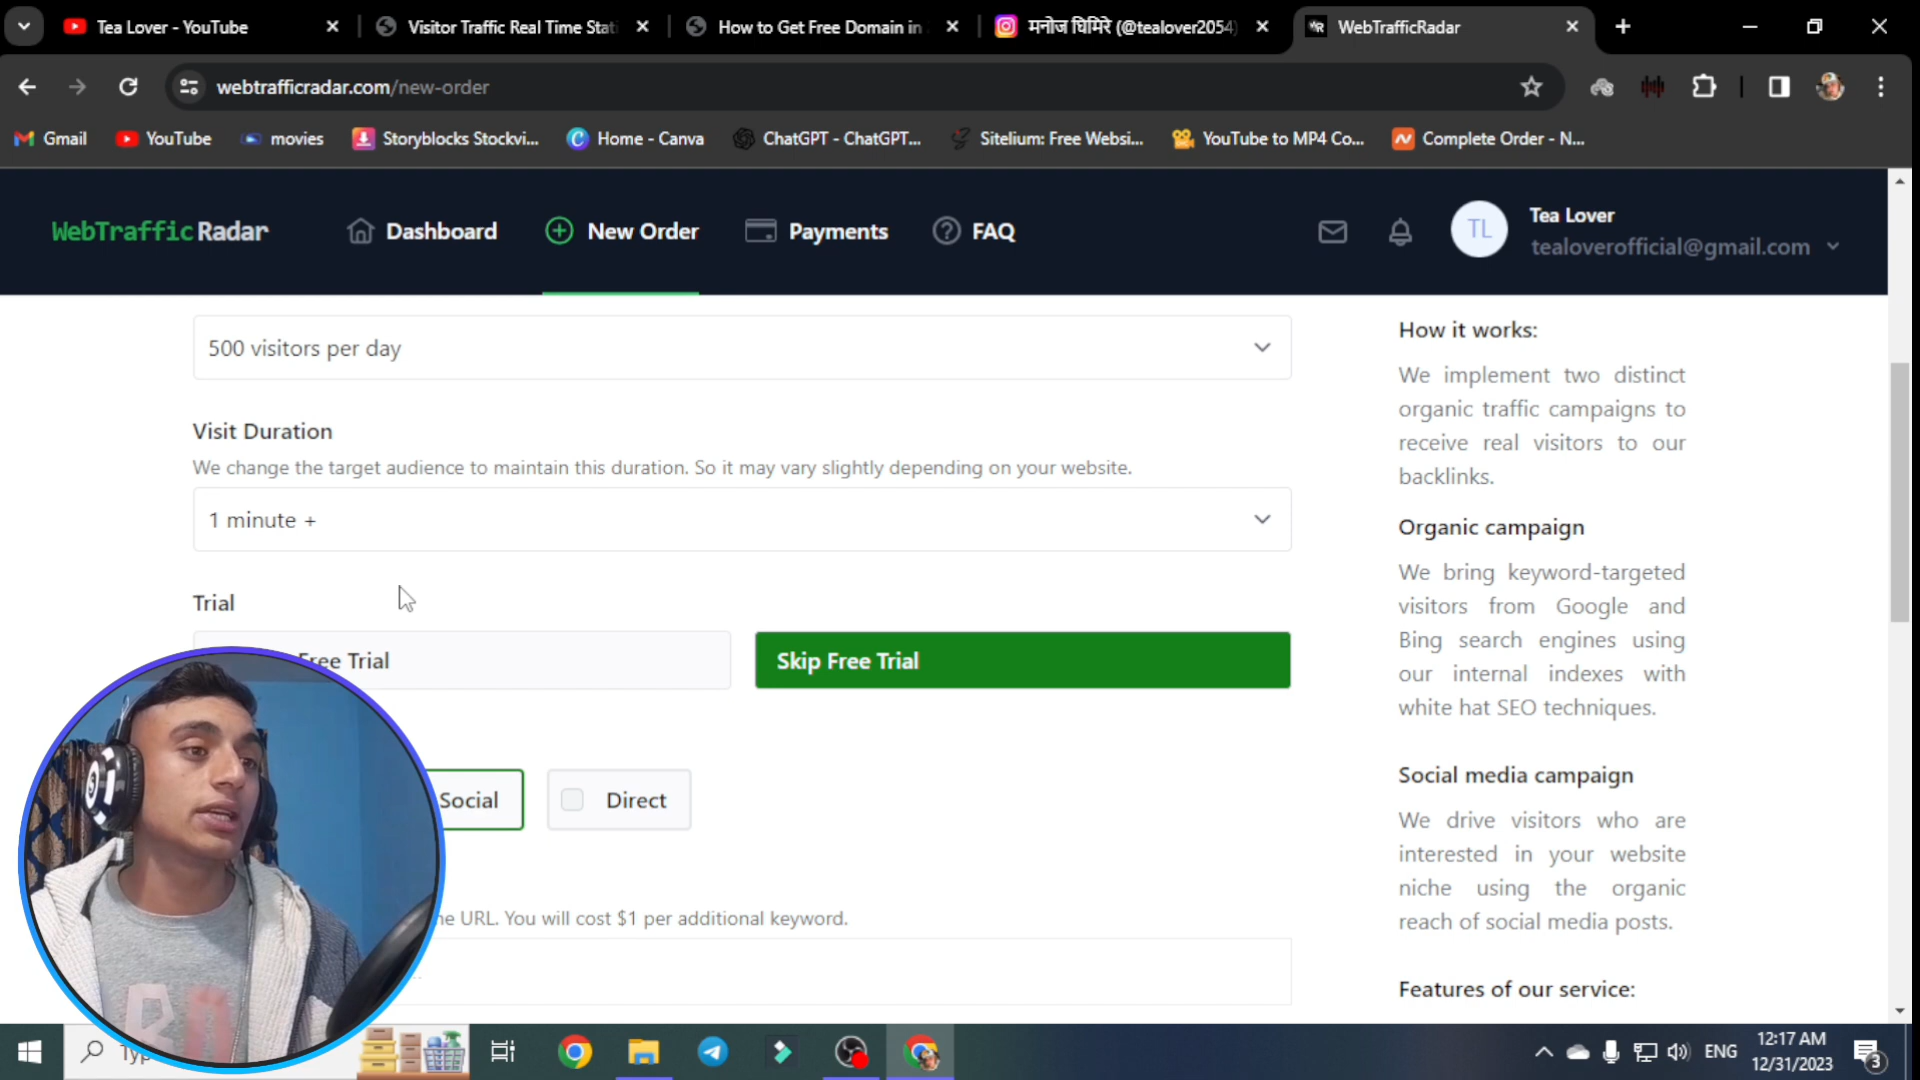 Tea Lover - YouTube
Visitor Traffic Real Time Stati
How to Get Free Domain in
मनोज घिमिरे (@tealover2054)
WebTrafficRadar
webtrafficradar.com/new-order
Gmail
YouTube
movies
Storyblocks Stockvi...
Home - Canva
ChatGPT - ChatGPT...
Sitelium: Free Websi...
YouTube to MP4 Co...
Complete Order - N...
WebTraffic Radar
Dashboard
New Order
Payments
FAQ
TL
Tea Lover
tealoverofficial@gmail.com
500 visitors per day
Visit Duration
We change the target audience to maintain this duration. So it may vary slightly depending on your website.
1 minute +
Trial
Free Trial
Skip Free Trial
Social
Direct
URL. You will cost $1 per additional keyword.
How it works:
We implement two distinct
organic traffic campaigns to
receive real visitors to our
backlinks.
Organic campaign
We bring keyword-targeted
visitors from Google and
Bing search engines using
our internal indexes with
white hat SEO techniques.
Social media campaign
We drive visitors who are
interested in your website
niche using the organic
reach of social media posts.
Features of our service:
ENG
12:17 AM
12/31/2023
3